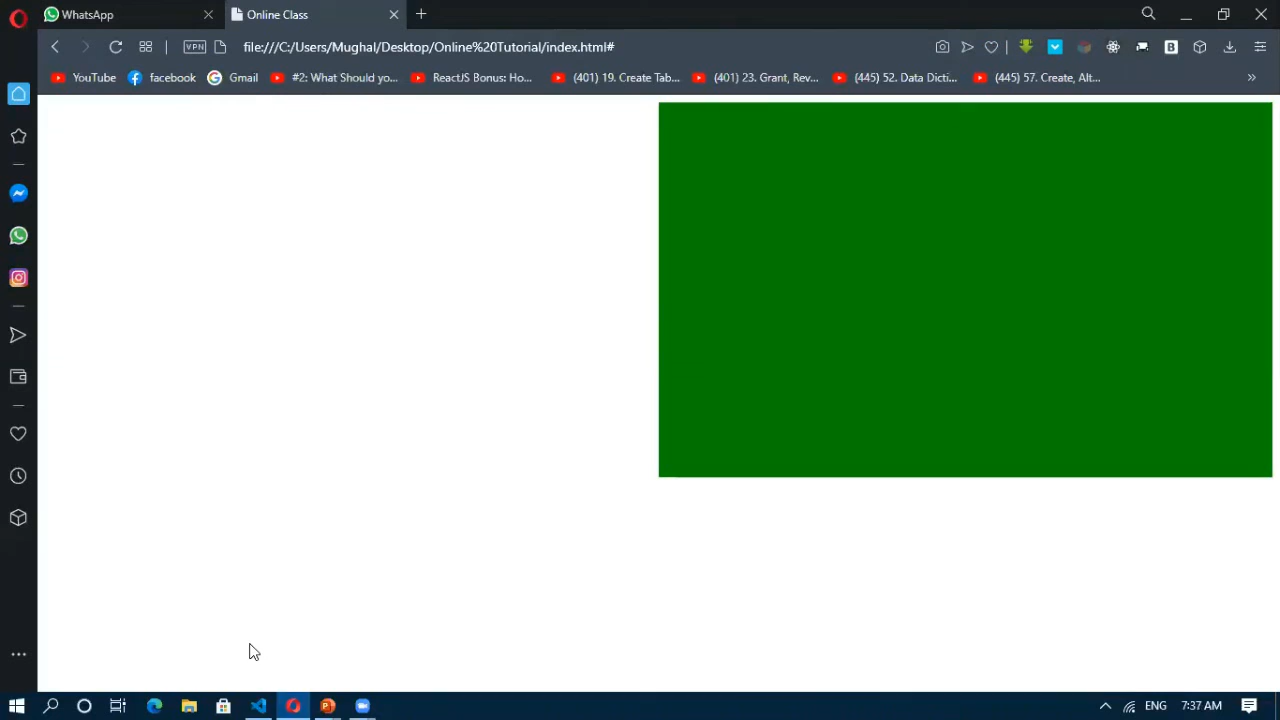 WhatsApp
Online Class
VPN
file:///C:/Users/Mughal/Desktop/Online%20Tutorial/index.html#
YouTube
facebook
Gmail
#2: What Should yo...
ReactJS Bonus: Ho...
(401) 19. Create Tab...
(401) 23. Grant, Rev...
(445) 52. Data Dicti...
(445) 57. Create, Alt...
ENG
7:37 AM